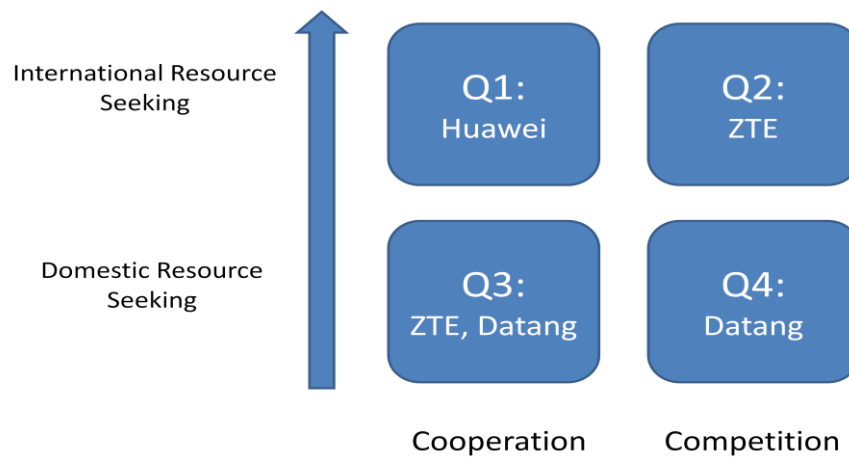 International Resource
Seeking
Q1:
Huawei
Q2:
ZTE
Domestic Resource
Seeking
Q3:
ZTE, Datang
Q4:
Datang
Cooperation
Competition